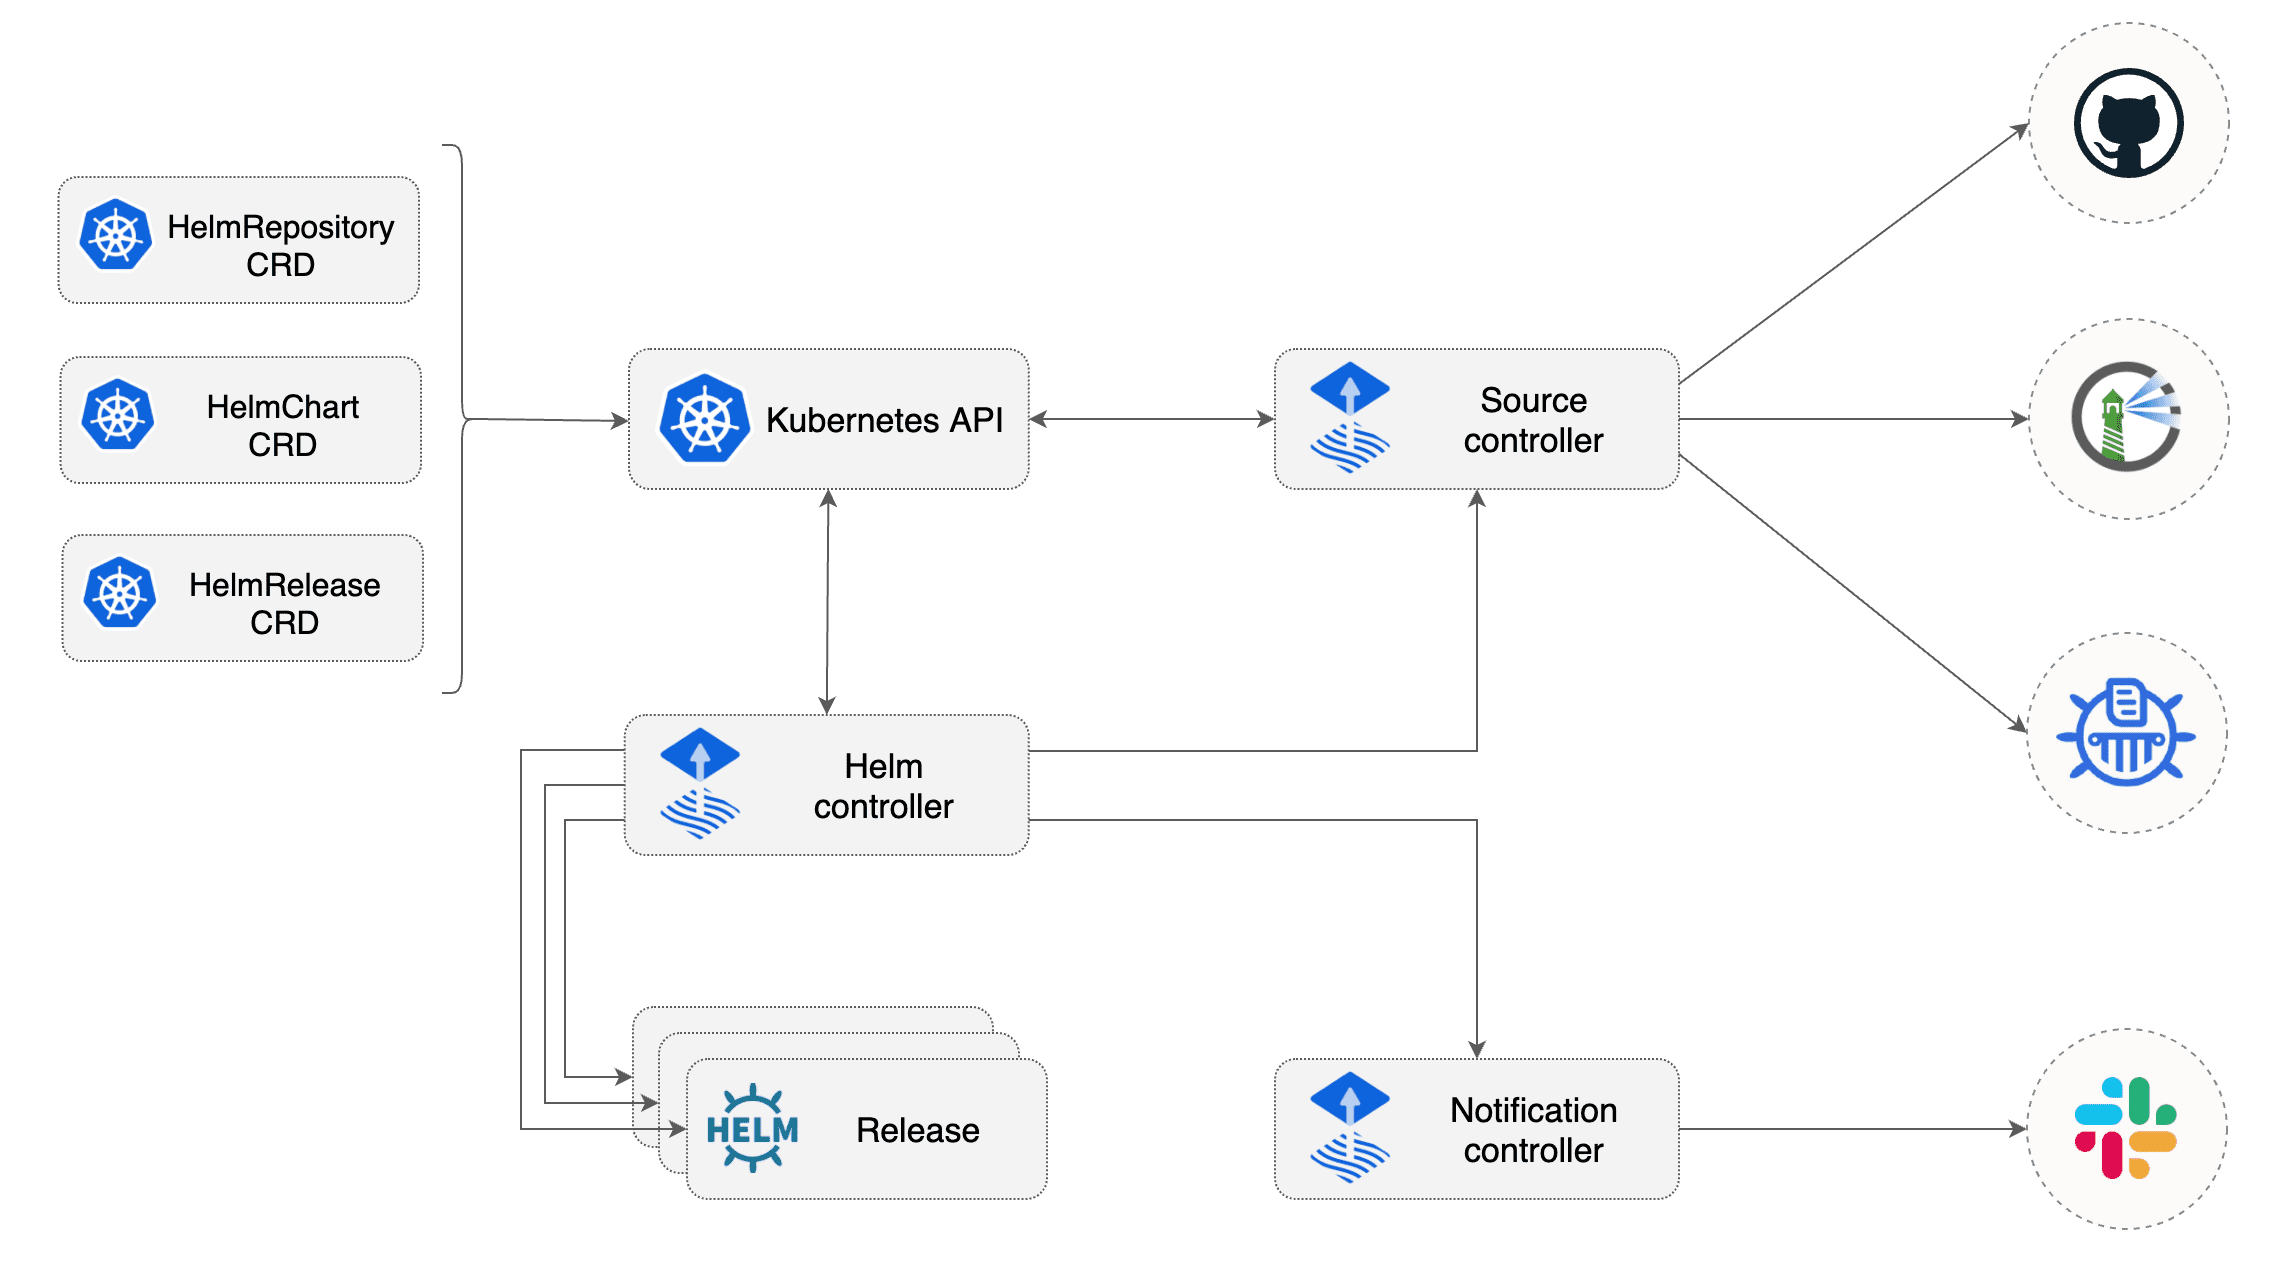 HelmRepository
CRD
HelmChart
CRD
HelmRelease
CRD
Kubernetes API
Source
controller
Helm
controller
HELM
Release
Notification
controller